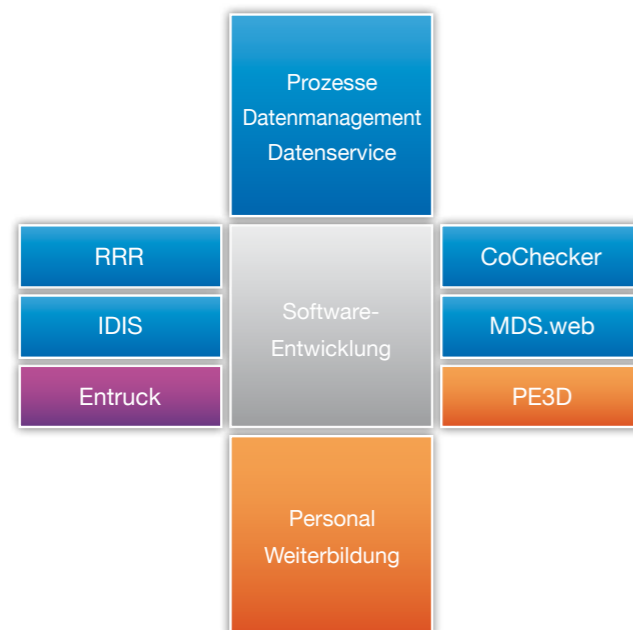 Prozesse
Datenmanagement
Datenservice
RRR
IDIS
Entruck
Software-
Entwicklung
CoChecker
MDS.web
PE3D
Personal
Weiterbildung